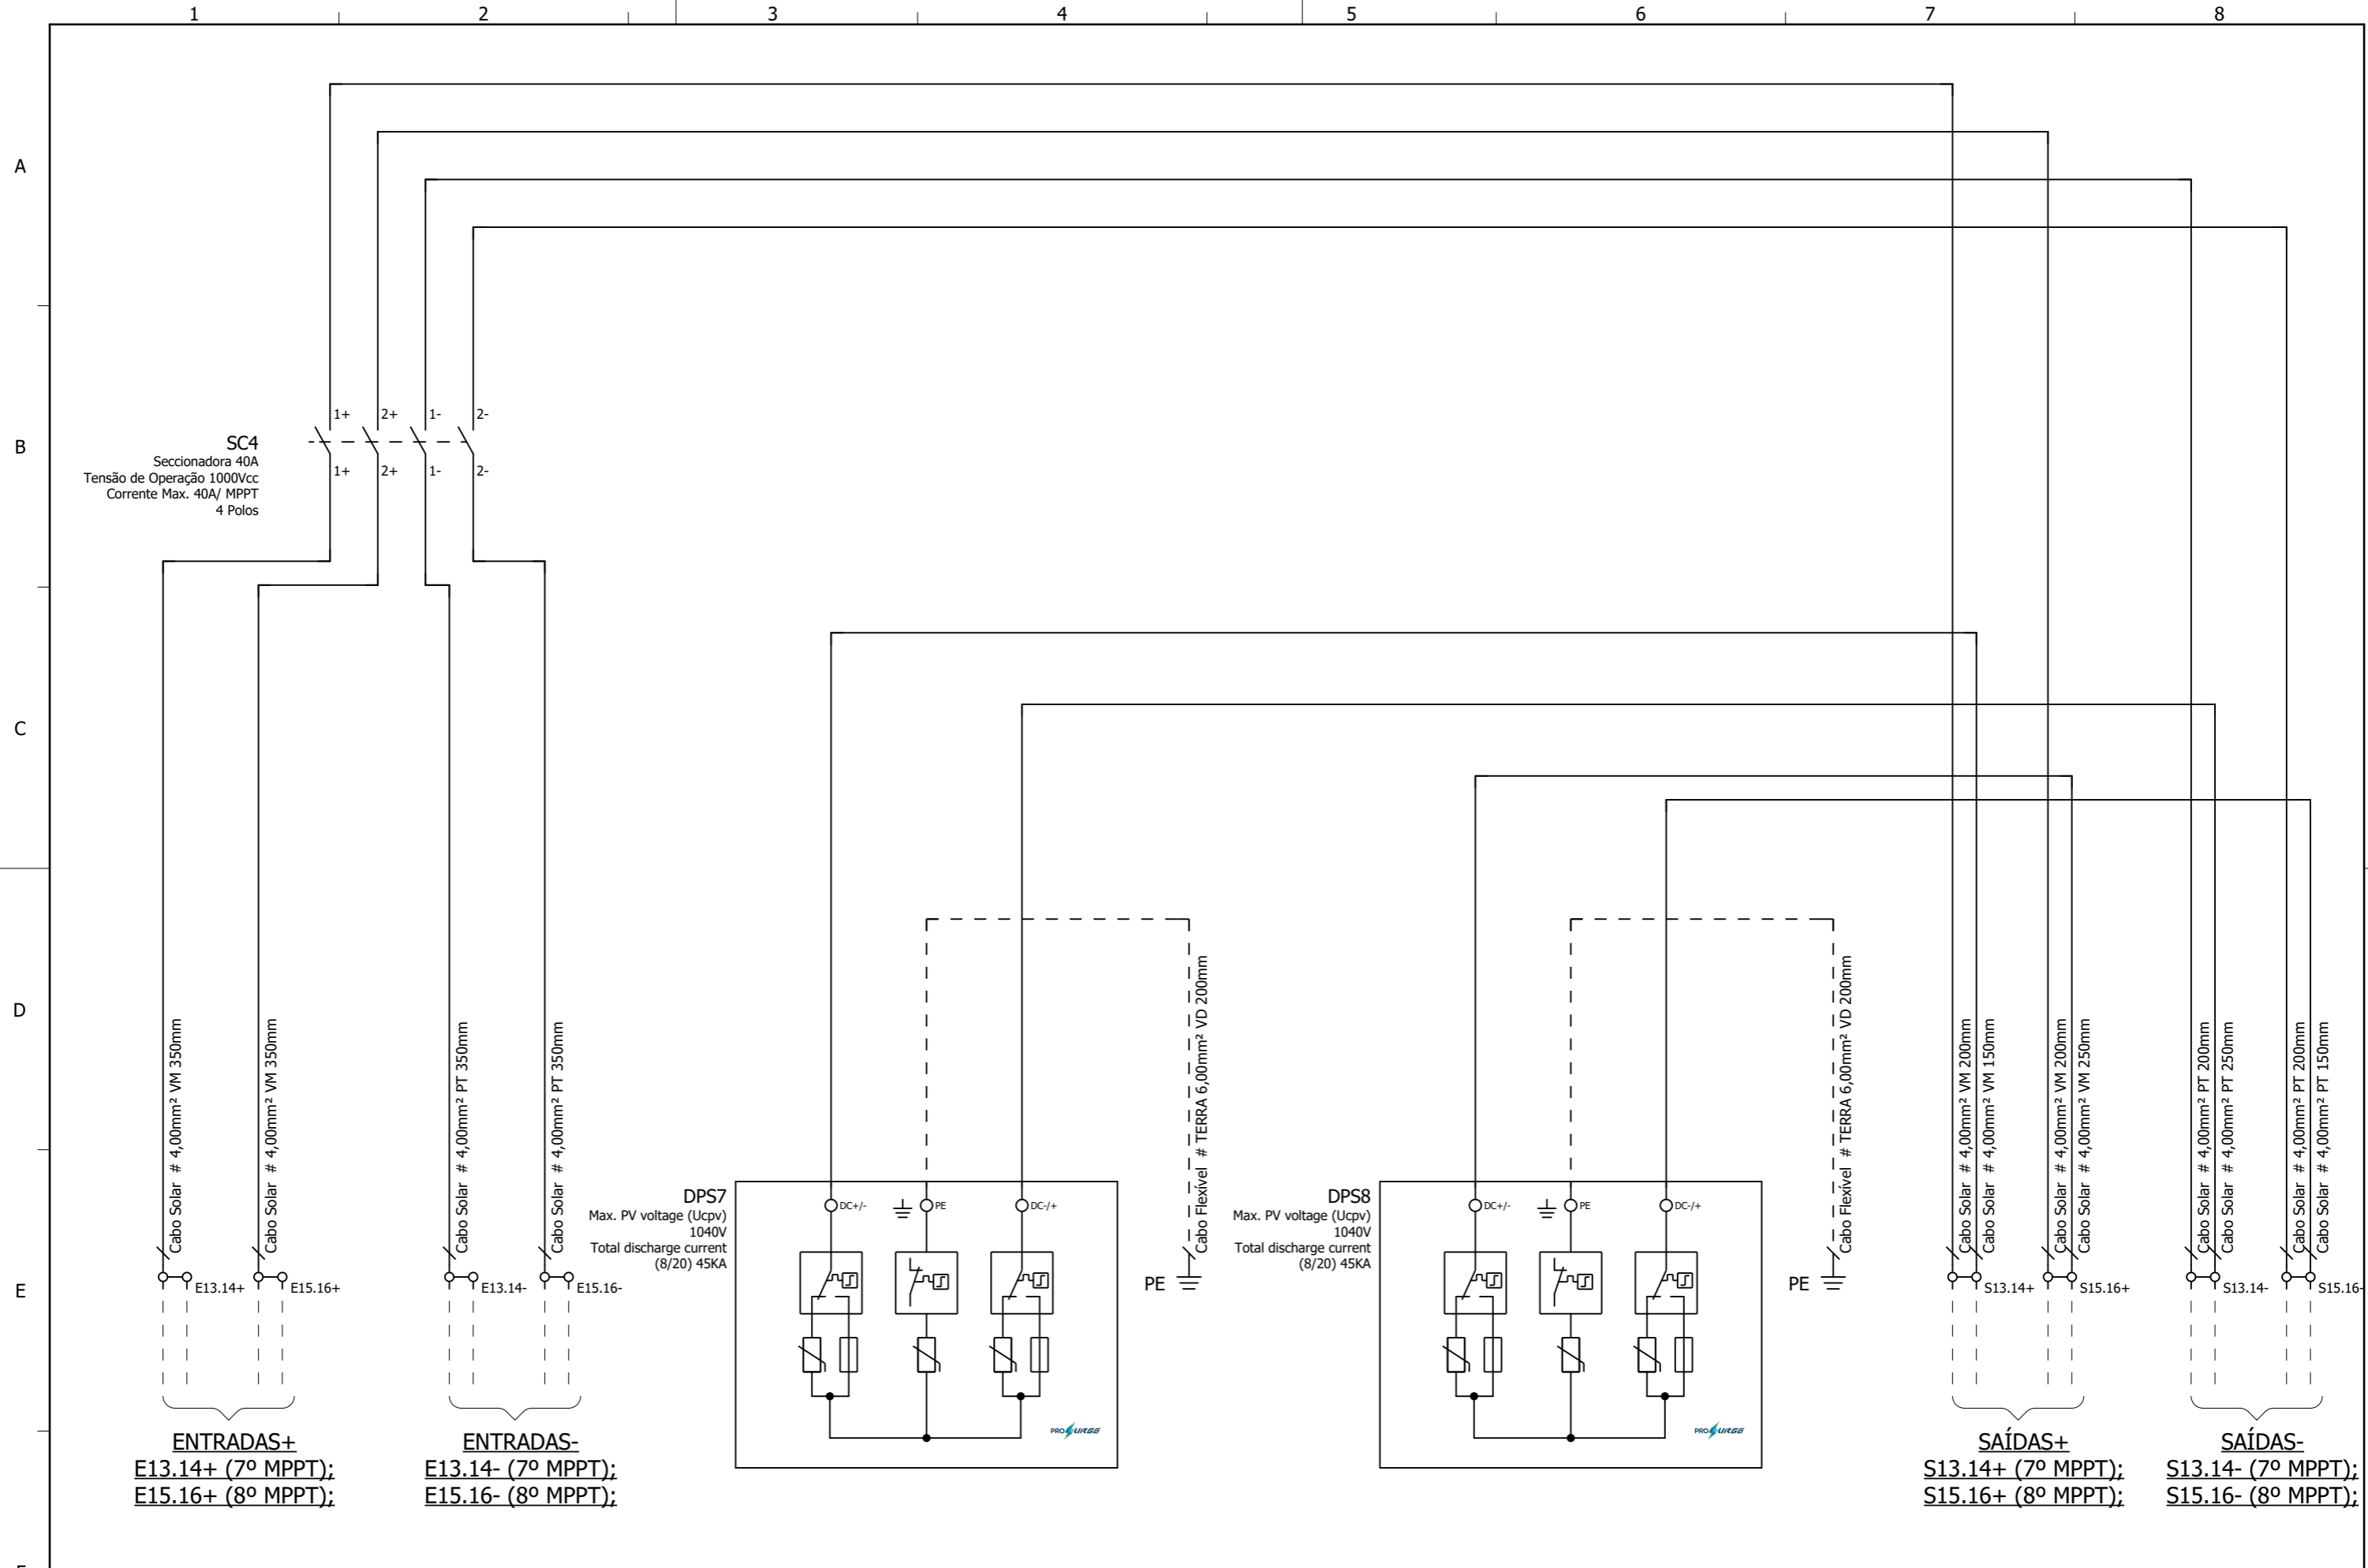 1 2 3 4 5 6 7 8
A
B
C
D
E
1+ 2+ 1- 2-
SC4
Seccionadora 40A
Tensão de Operação 1000Vcc
Corrente Max. 40A/ MPPT
4 Polos
1+ 2+ 1- 2-
Cabo Solar # 4,00mm² VM 350mm
Cabo Solar # 4,00mm² VM 350mm
Cabo Solar # 4,00mm² PT 350mm
Cabo Solar # 4,00mm² PT 350mm
E13.14+
E15.16+
E13.14-
E15.16-
ENTRADAS+
E13.14+ (7º MPPT);
E15.16+ (8º MPPT);
ENTRADAS-
E13.14- (7º MPPT);
E15.16- (8º MPPT);
DPS7
Max. PV voltage (Ucpv)
1040V
Total discharge current
(8/20) 45KA
DC+/-
PE
DC-/+
PROSURGE
Cabo Flexível # TERRA 6,00mm² VD 200mm
PE
DPS8
Max. PV voltage (Ucpv)
1040V
Total discharge current
(8/20) 45KA
DC+/-
PE
DC-/+
PROSURGE
Cabo Flexível # TERRA 6,00mm² VD 200mm
PE
Cabo Solar # 4,00mm² VM 200mm
Cabo Solar # 4,00mm² VM 150mm
Cabo Solar # 4,00mm² VM 200mm
Cabo Solar # 4,00mm² VM 250mm
Cabo Solar # 4,00mm² PT 200mm
Cabo Solar # 4,00mm² PT 250mm
Cabo Solar # 4,00mm² PT 200mm
Cabo Solar # 4,00mm² PT 150mm
S13.14+
S15.16+
S13.14-
S15.16-
SAÍDAS+
S13.14+ (7º MPPT);
S15.16+ (8º MPPT);
SAÍDAS-
S13.14- (7º MPPT);
S15.16- (8º MPPT);